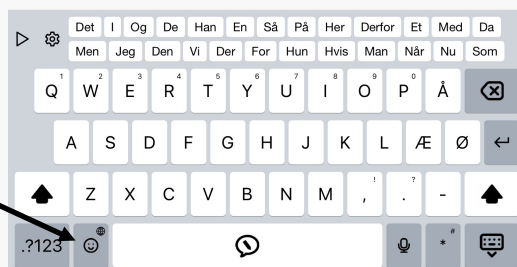 Det I Og De Han En Så På Her Derfor Et Med Da
Men Jeg Den Vi Der For Hun Hvis Man Når Nu Som
1 2 3 4 5 6 7 8 9 0
Q W E R T Y U I O P Å
A S D F G H J K L Æ Ø
! ?
Z X C V B N M , . -
#
.?123 *